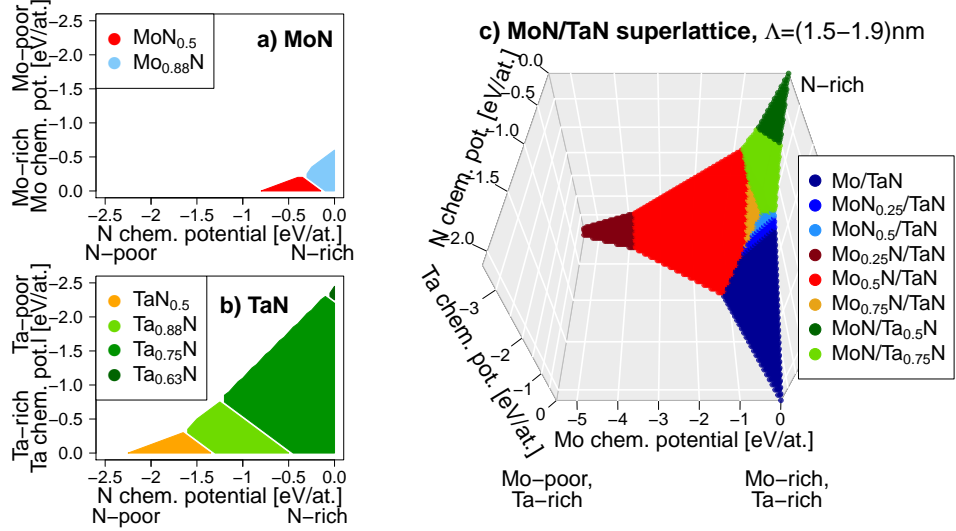 a) MoN
MoN0.5
Mo0.88N
Mo-rich Mo-poor
Mo chem. pot. [eV/at.]
-2.5
-2.0
-1.5
-1.0
-0.5
0.0
-2.5 -2.0 -1.5 -1.0 -0.5 0.0
N chem. potential [eV/at.]
N-poor N-rich
b) TaN
TaN0.5
Ta0.88N
Ta0.75N
Ta0.63N
Ta-rich Ta-poor
Ta chem. pot.[eV/at.]
-2.5
-2.0
-1.5
-1.0
-0.5
0.0
-2.5 -2.0 -1.5 -1.0 -0.5 0.0
N chem. potential [eV/at.]
N-poor N-rich
c) MoN/TaN superlattice, Λ=(1.5-1.9)nm
N-rich
N chem. pot. [eV/at.]
0.0
-0.5
-1.0
-1.5
-2.0
Ta chem. pot. [eV/at.]
-3
-2
-1
0
-5 -4 -3 -2 -1 0
Mo chem. potential [eV/at.]
Mo-poor, Mo-rich,
Ta-rich Ta-rich
Mo/TaN
MoN0.25/TaN
MoN0.5/TaN
Mo0.25N/TaN
Mo0.5N/TaN
Mo0.75N/TaN
MoN/Ta0.5N
MoN/Ta0.75N